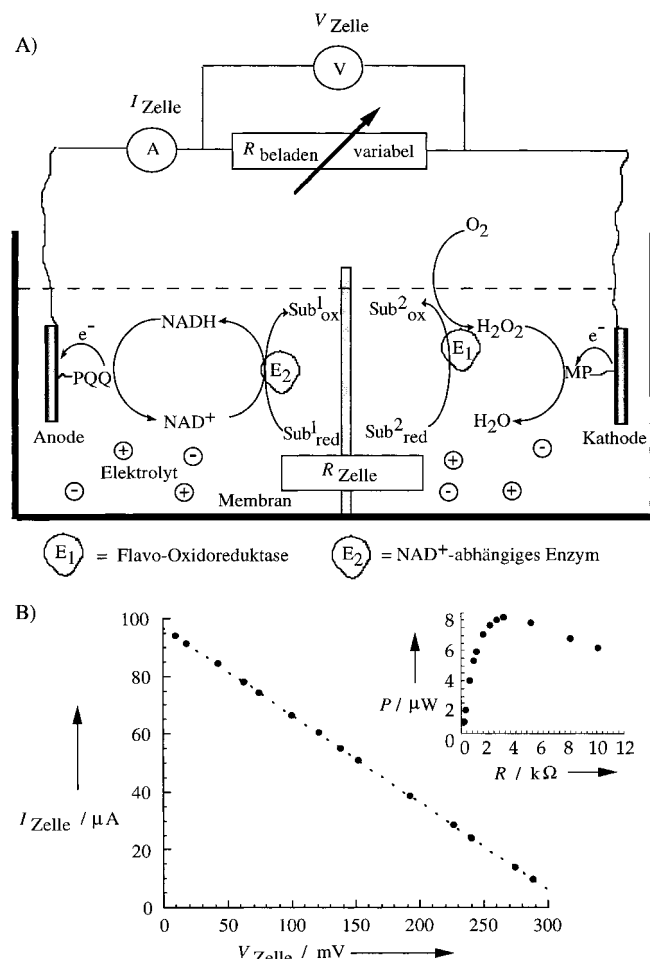 A)
V Zelle
V
I Zelle
A
R beladen variabel
O2
NADH
Sub1ox
Sub2ox
H2O2
e-
PQQ
E2
E1
MP
e-
NAD+
H2O
Anode
Sub1red
Sub2red
Kathode
+
-
Elektrolyt
R Zelle
+
-
-
+
Membran
-
+
E1 = Flavo-Oxidoreduktase
E2 = NAD+-abhängiges Enzym
B)
100
80
60
40
20
0
I Zelle / μA
0 50 100 150 200 250 300
V Zelle / mV
8
6
4
2
0
P / μW
0 2 4 6 8 10 12
R / kΩ